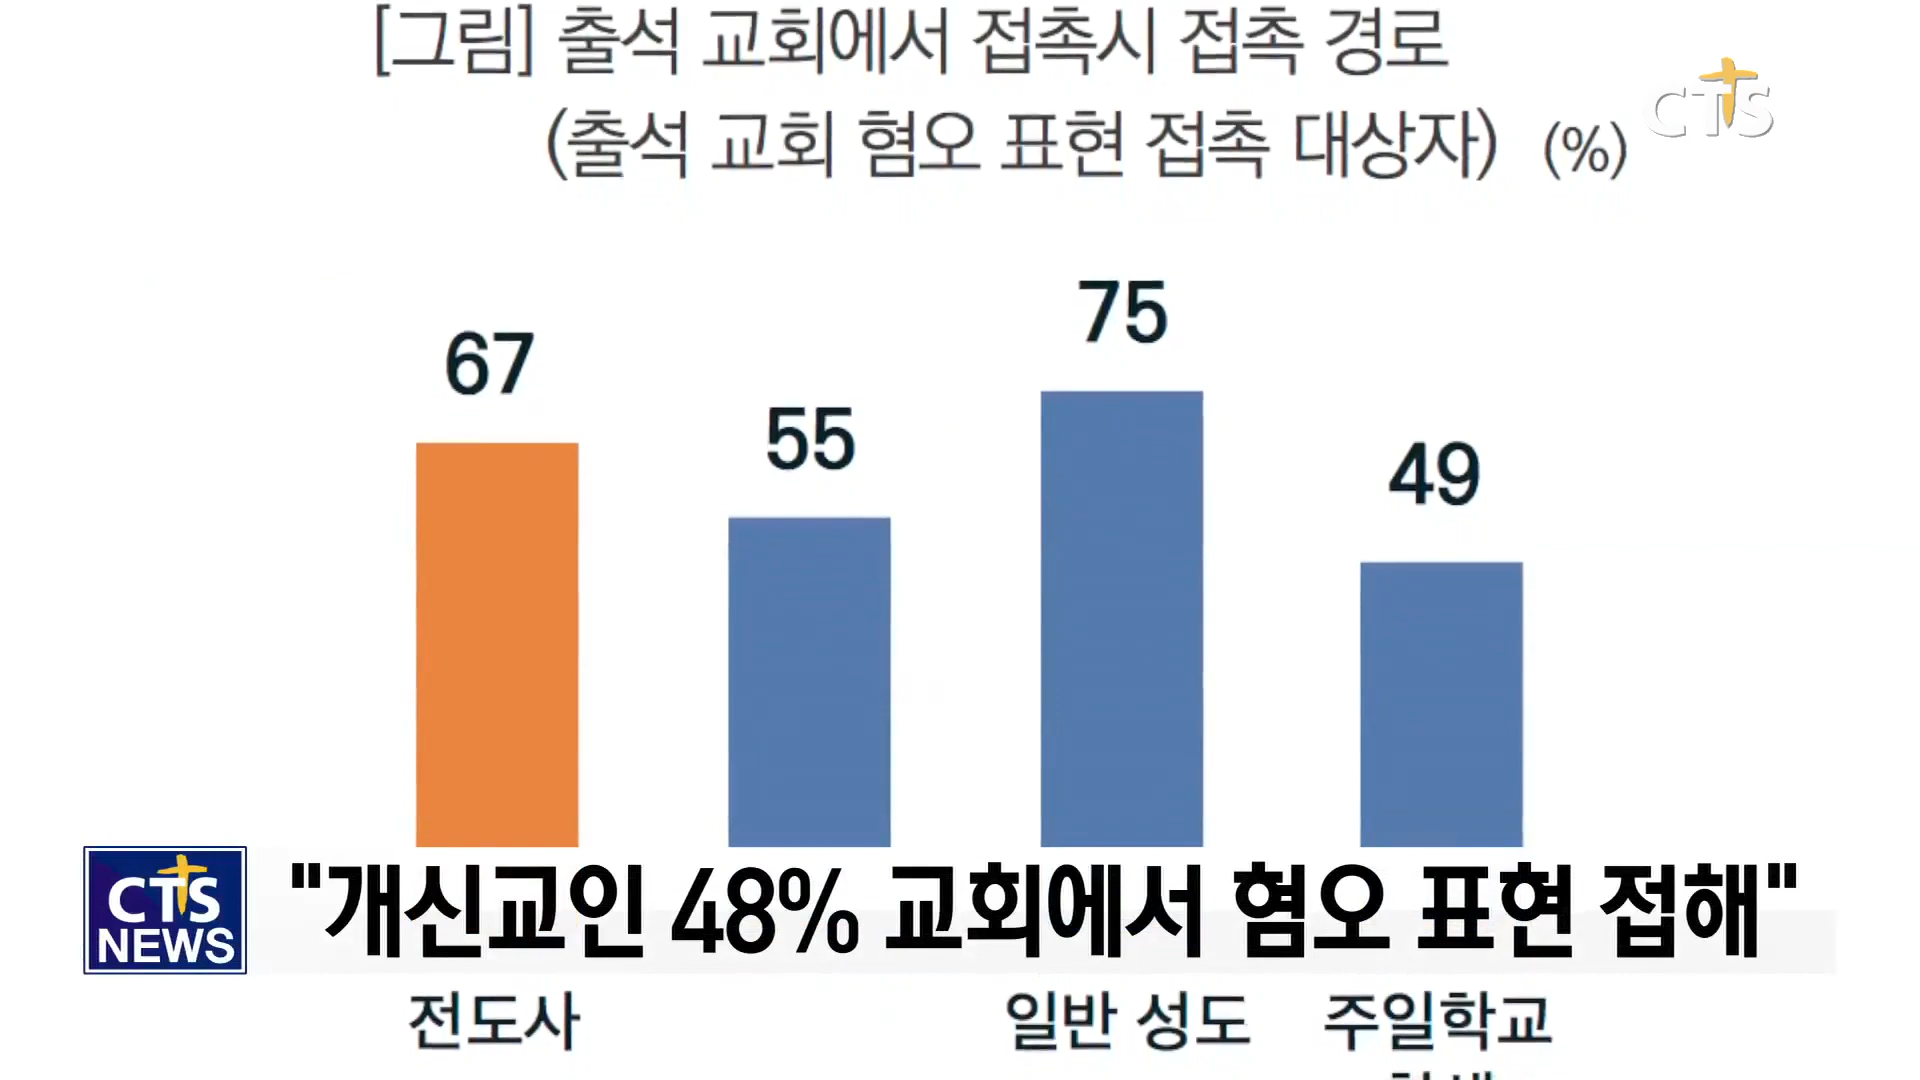 [그림] 출석 교회에서 접촉시 접촉 경로
(출석 교회 혐오 표현 접촉 대상자) (%)
CTS
67
55
75
49
CTS
NEWS
"개신교인 48% 교회에서 혐오 표현 접해"
전도사
일반 성도
주일학교